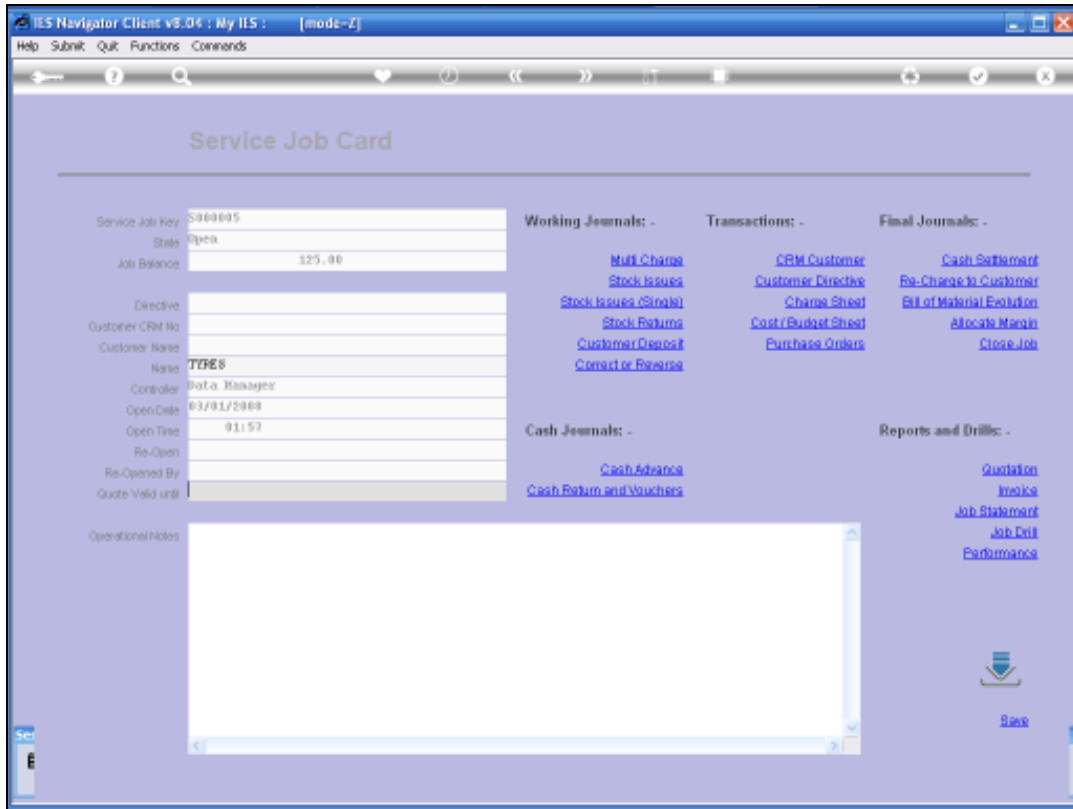 IES Navigator Client v8.04 : My IES : [mode=Z]
Help Submit Quit Functions Commands
Service Job Card
Service Job Key S000005
State Open
Job Balance 125.00
Directive
Customer CRM No
Customer Name
Name TYRES
Controller Data Manager
Open Date 03/01/2008
Open Time 01:57
Re-Open
Re-Opened By
Quote Valid until
Operational Notes
Working Journals: -
Multi Charge
Stock Issues
Stock Issues (Single)
Stock Returns
Customer Deposit
Correct or Reverse
Transactions: -
CRM Customer
Customer Directive
Charge Sheet
Cost / Budget Sheet
Purchase Orders
Final Journals: -
Cash Settlement
Re-Charge to Customer
Bill of Material Evolution
Allocate Margin
Close Job
Cash Journals: -
Cash Advance
Cash Return and Vouchers
Reports and Drills: -
Quotation
Invoice
Job Statement
Job Drill
Performance
Save